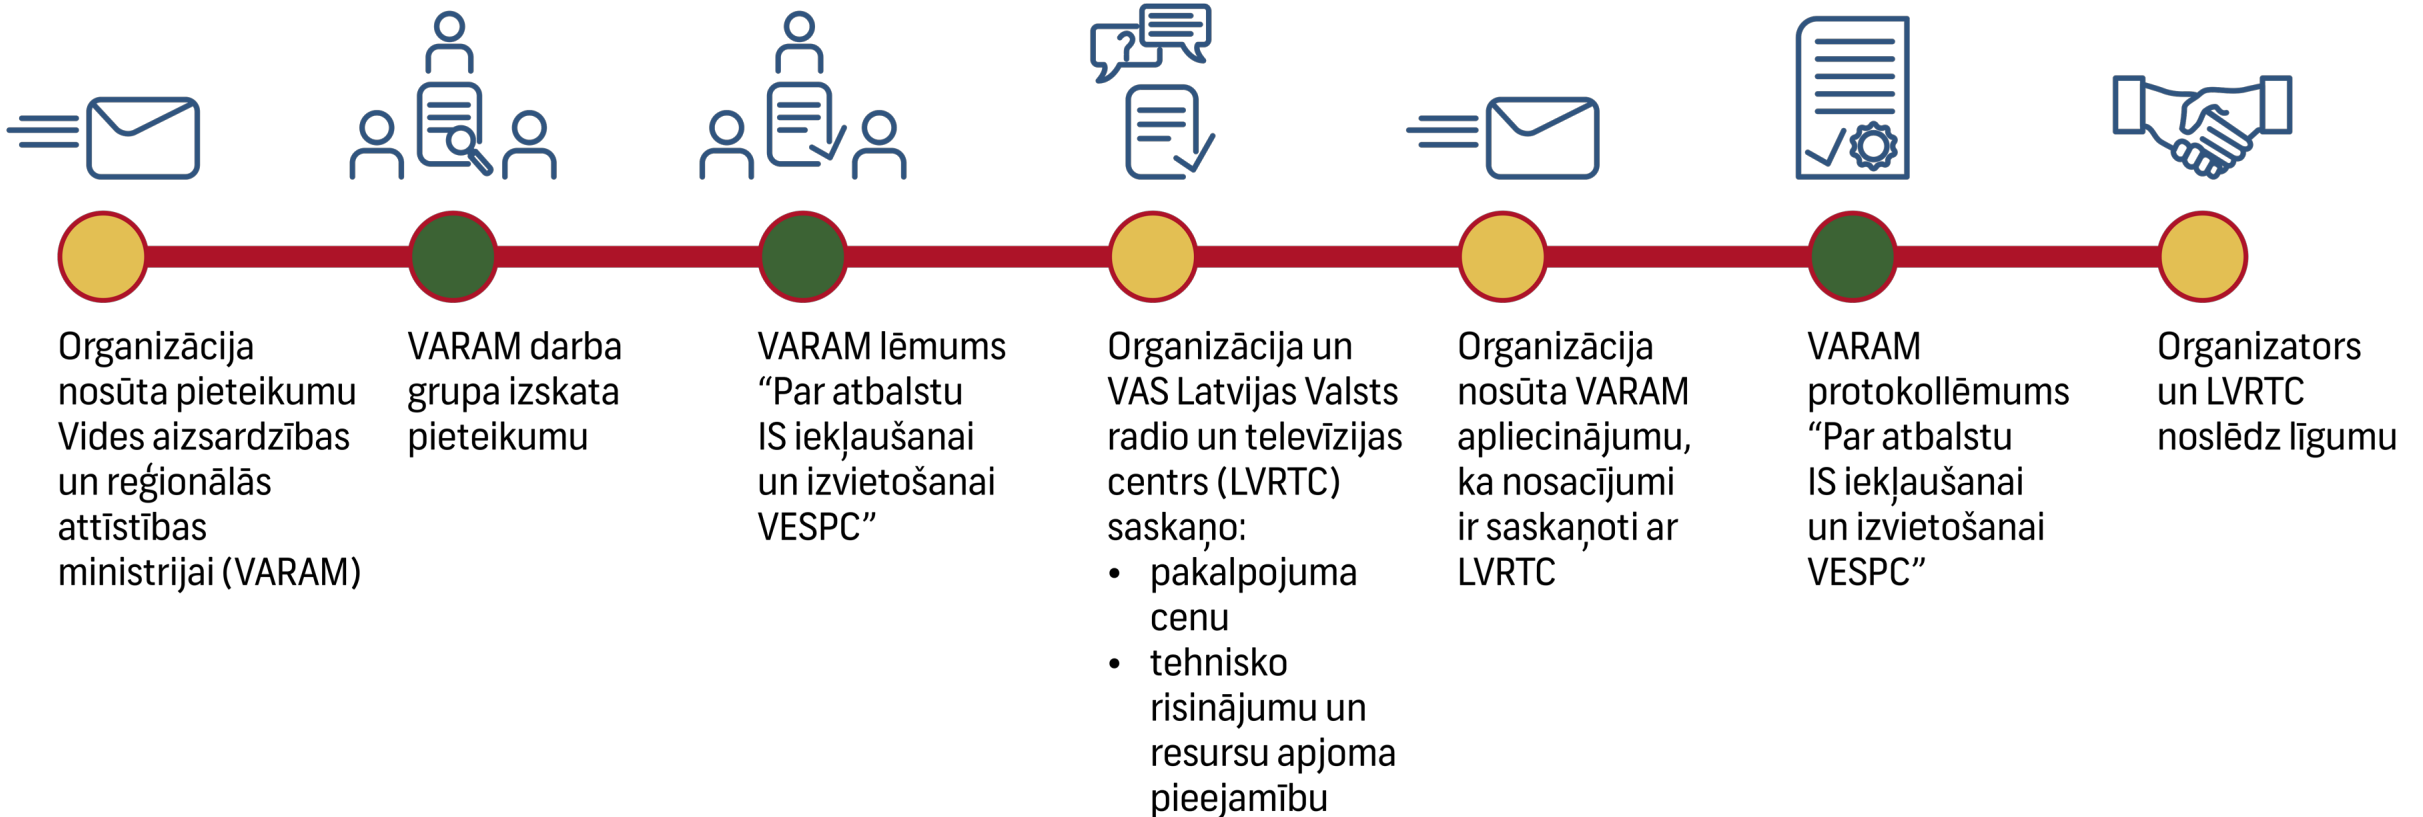 ?
Organizācija
nosūta pieteikumu
Vides aizsardzības
un reģionālās
attīstības
ministrijai (VARAM)
VARAM darba
grupa izskata
pieteikumu
VARAM lēmums
“Par atbalstu
IS iekļaušanai
un izvietošanai
VESPC”
Organizācija un
VAS Latvijas Valsts
radio un televīzijas
centrs (LVRTC)
saskaņo:
• pakalpojuma
cenu
• tehnisko
risinājumu un
resursu apjoma
pieejamību
Organizācija
nosūta VARAM
apliecinājumu,
ka nosacījumi
ir saskaņoti ar
LVRTC
VARAM
protokollēmums
“Par atbalstu
IS iekļaušanai
un izvietošanai
VESPC”
Organizators
un LVRTC
noslēdz līgumu